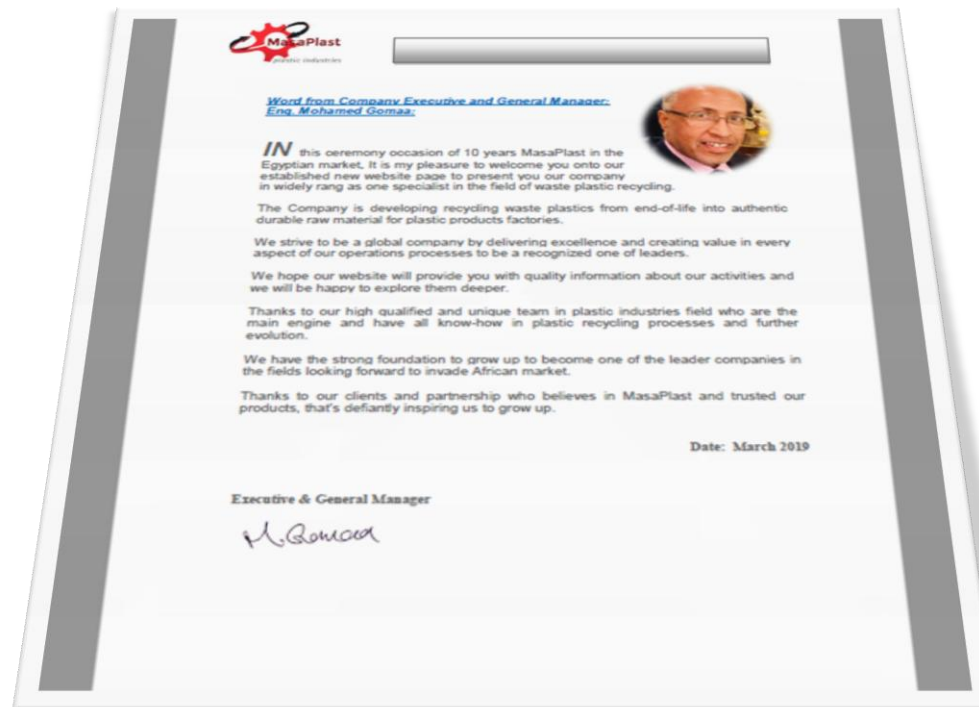 MasaPlast
plastic industries
Word from Company Executive and General Manager:
Eng. Mohamed Gomaa:
IN this ceremony occasion of 10 years MasaPlast in the
Egyptian market, It is my pleasure to welcome you onto our
established new website page to present you our company
in widely rang as one specialist in the field of waste plastic recycling.
The Company is developing recycling waste plastics from end-of-life into authentic
durable raw material for plastic products factories.
We strive to be a global company by delivering excellence and creating value in every
aspect of our operations processes to be a recognized one of leaders.
We hope our website will provide you with quality information about our activities and
we will be happy to explore them deeper.
Thanks to our high qualified and unique team in plastic industries field who are the
main engine and have all know-how in plastic recycling processes and further
evolution.
We have the strong foundation to grow up to become one of the leader companies in
the fields looking forward to invade African market.
Thanks to our clients and partnership who believes in MasaPlast and trusted our
products, that's defiantly inspiring us to grow up.
Date: March 2019
Executive & General Manager
M. Gomaa